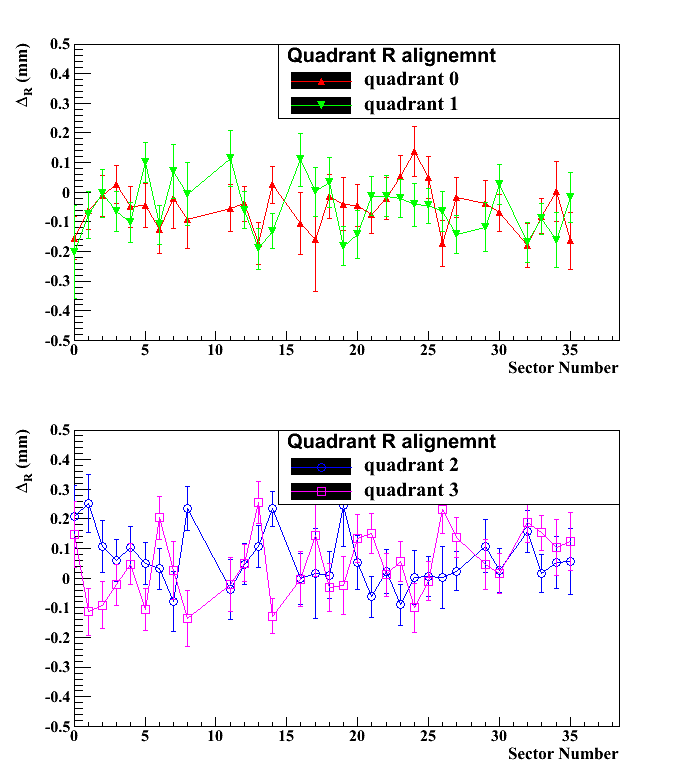 Quadrant R alignemnt
quadrant 0
quadrant 1
ΔR (mm)
0.5
0.4
0.3
0.2
0.1
0
-0.1
-0.2
-0.3
-0.4
-0.5
0 5 10 15 20 25 30 35
Sector Number
Quadrant R alignemnt
quadrant 2
quadrant 3
ΔR (mm)
0.5
0.4
0.3
0.2
0.1
0
-0.1
-0.2
-0.3
-0.4
-0.5
0 5 10 15 20 25 30 35
Sector Number